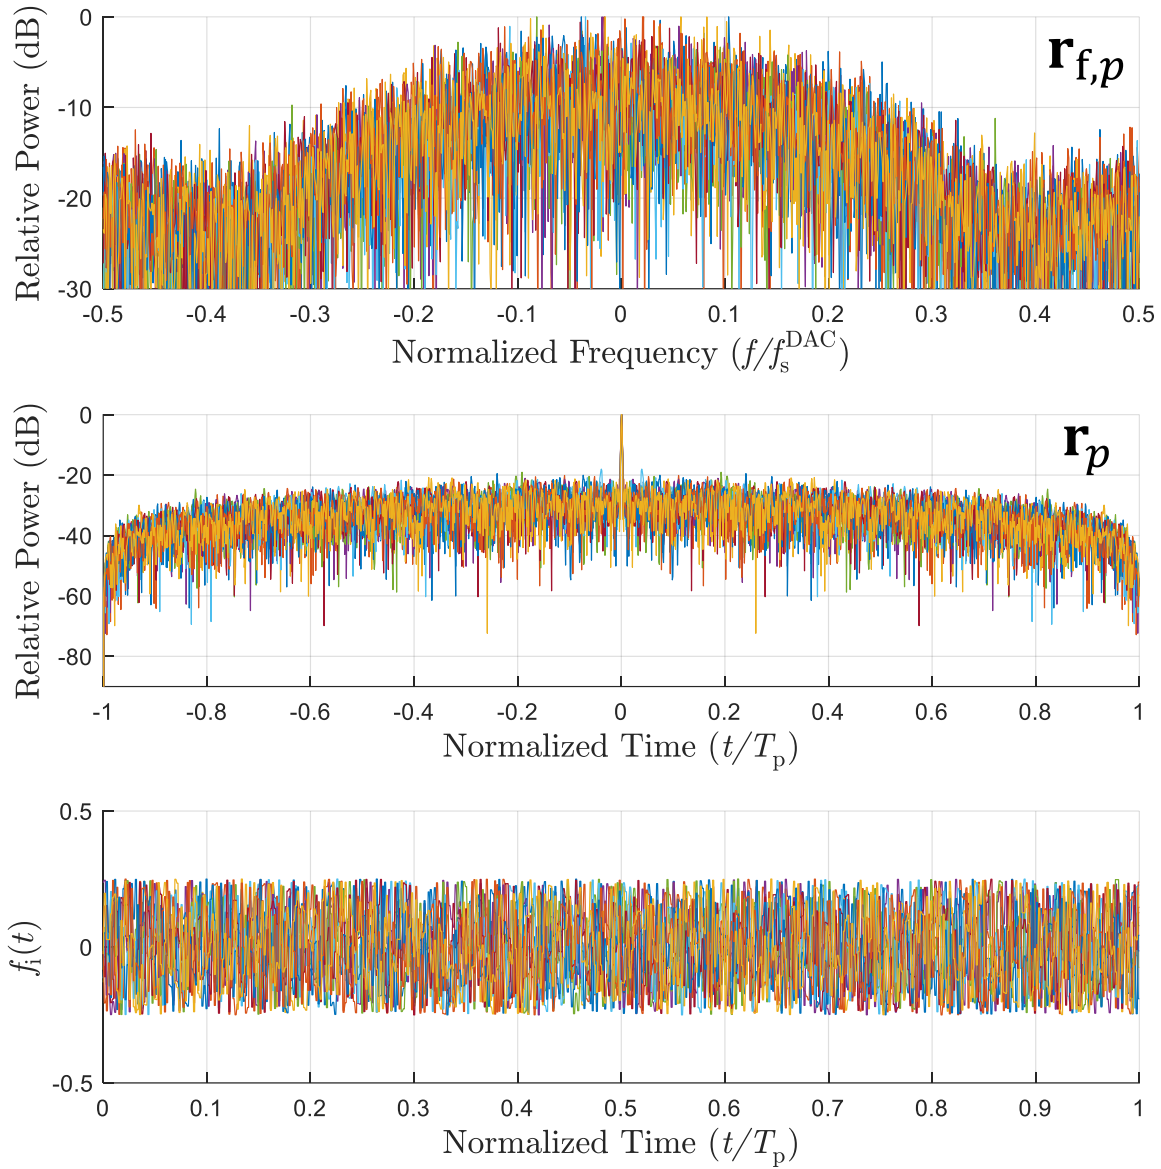 Relative Power (dB)
0
-10
-20
-30
-0.5 -0.4 -0.3 -0.2 -0.1 0 0.1 0.2 0.3 0.4 0.5
Normalized Frequency (f/f_s^DAC)
r_f,p
Relative Power (dB)
0
-20
-40
-60
-80
-1 -0.8 -0.6 -0.4 -0.2 0 0.2 0.4 0.6 0.8 1
Normalized Time (t/T_p)
r_p
f_i(t)
0.5
0
-0.5
0 0.1 0.2 0.3 0.4 0.5 0.6 0.7 0.8 0.9 1
Normalized Time (t/T_p)